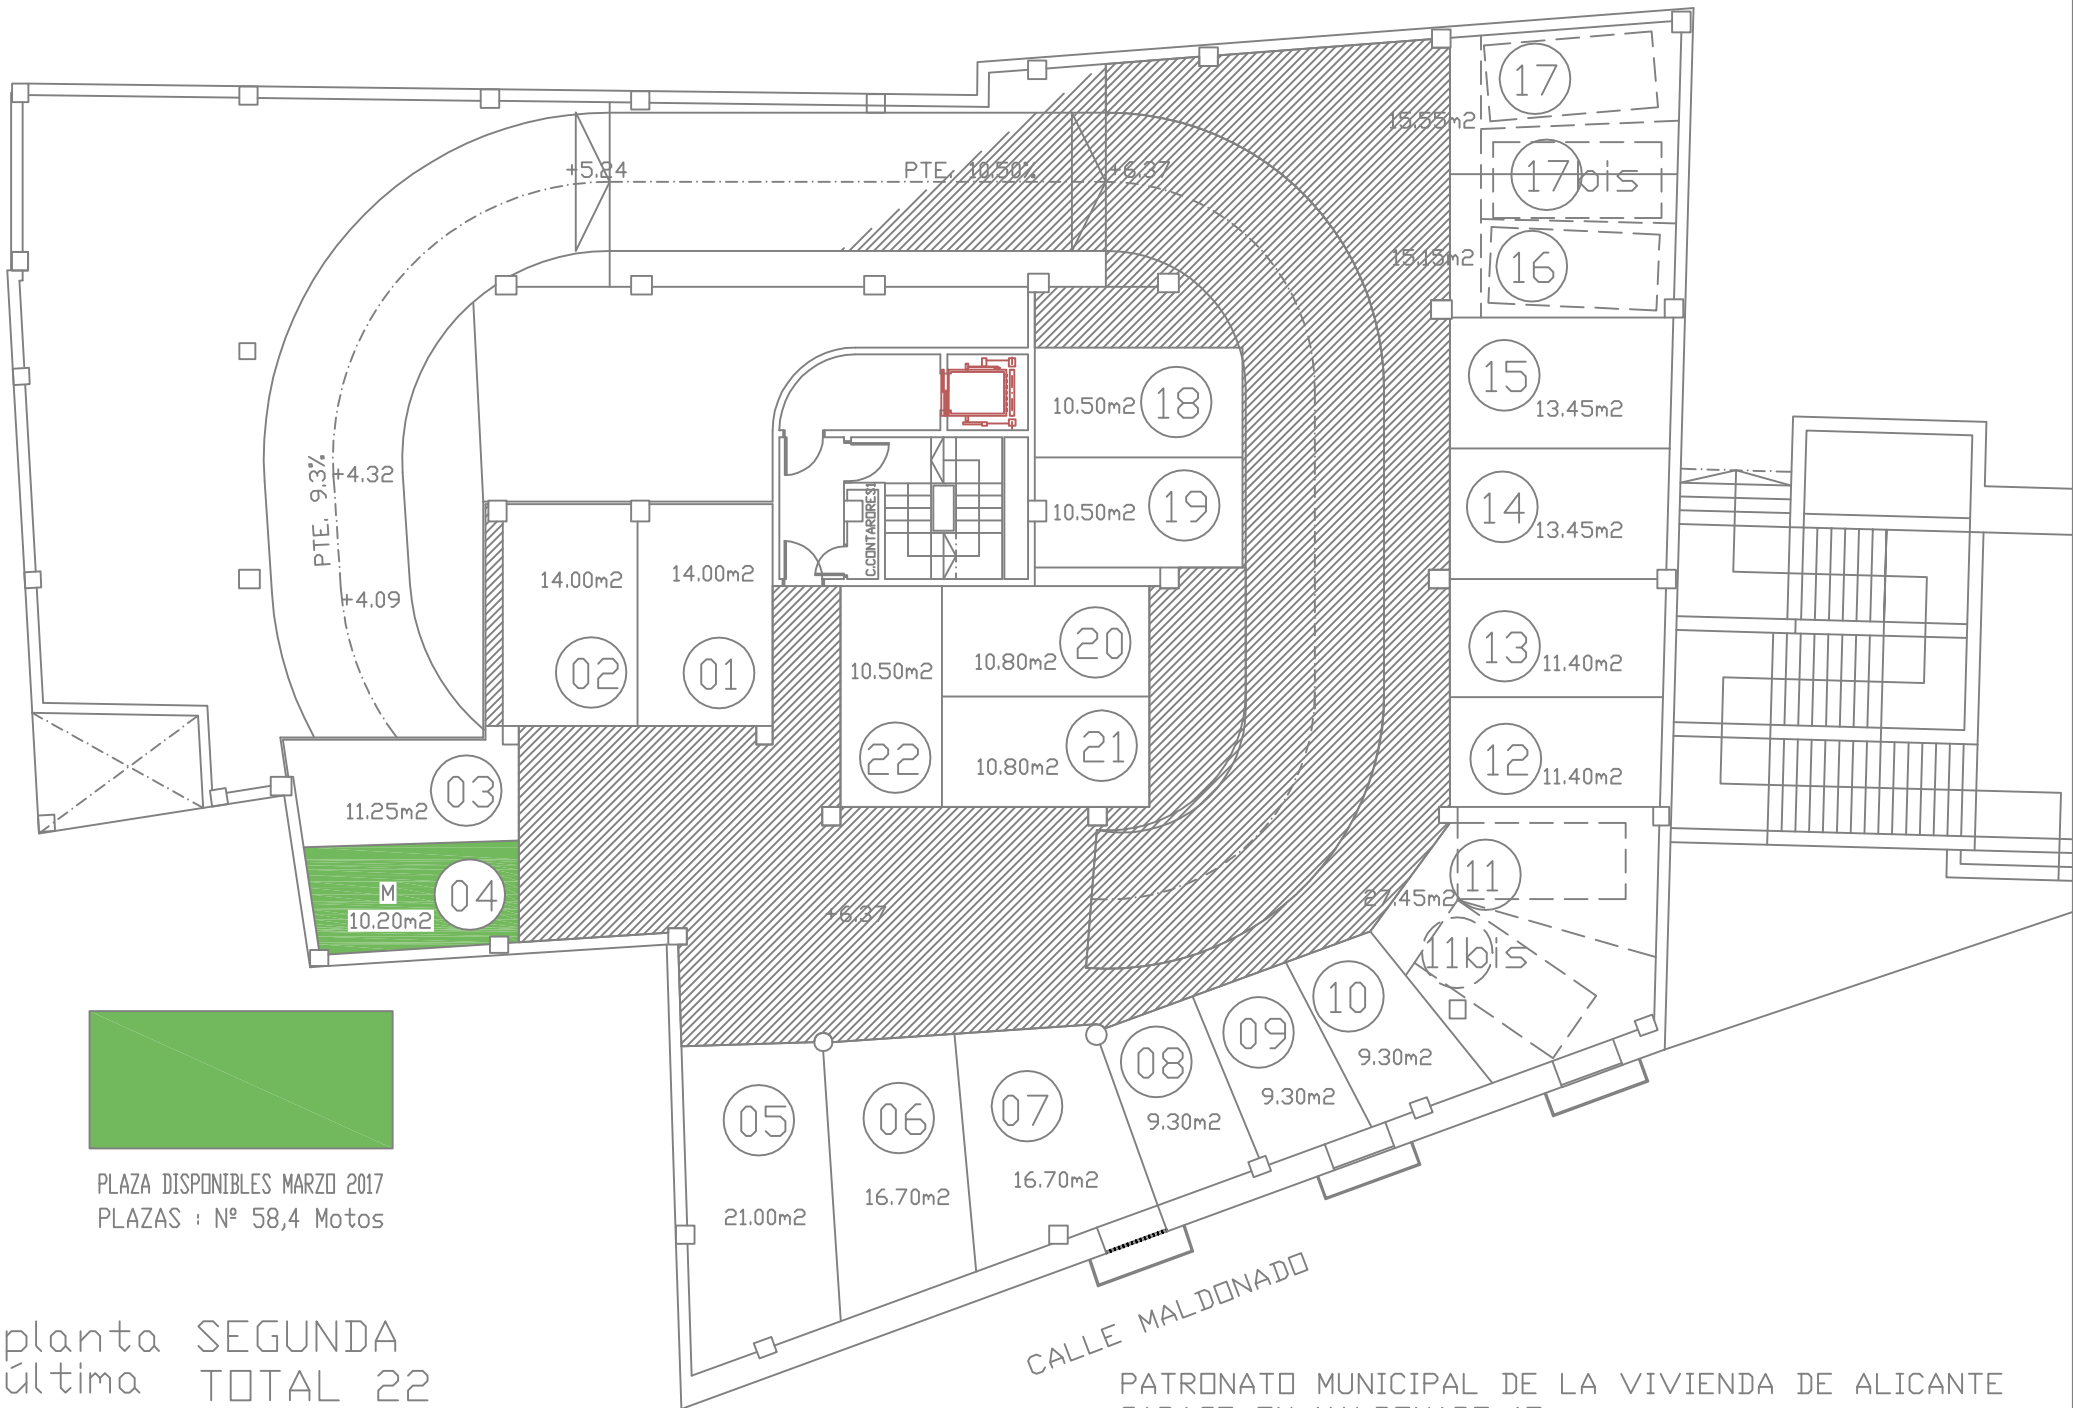 17
15.55m2
+5.24
PTE. 10.50%
+6.37
17bis
15.15m2
16
15
13.45m2
10.50m2
18
PTE. 9.3%
+4.32
10.50m2
19
14
13.45m2
C.CONTADORES1
14.00m2
14.00m2
+4.09
02
01
10.50m2
10.80m2
20
13
11.40m2
22
10.80m2
21
12
11.40m2
03
11.25m2
M
04
10.20m2
+6.37
11
27.45m2
11bis
10
9.30m2
09
9.30m2
08
9.30m2
07
16.70m2
06
16.70m2
05
21.00m2
PLAZA DISPONIBLES MARZO 2017
PLAZAS : Nº 58,4 Motos
CALLE MALDONADO
planta SEGUNDA
última TOTAL 22
PATRONATO MUNICIPAL DE LA VIVIENDA DE ALICANTE